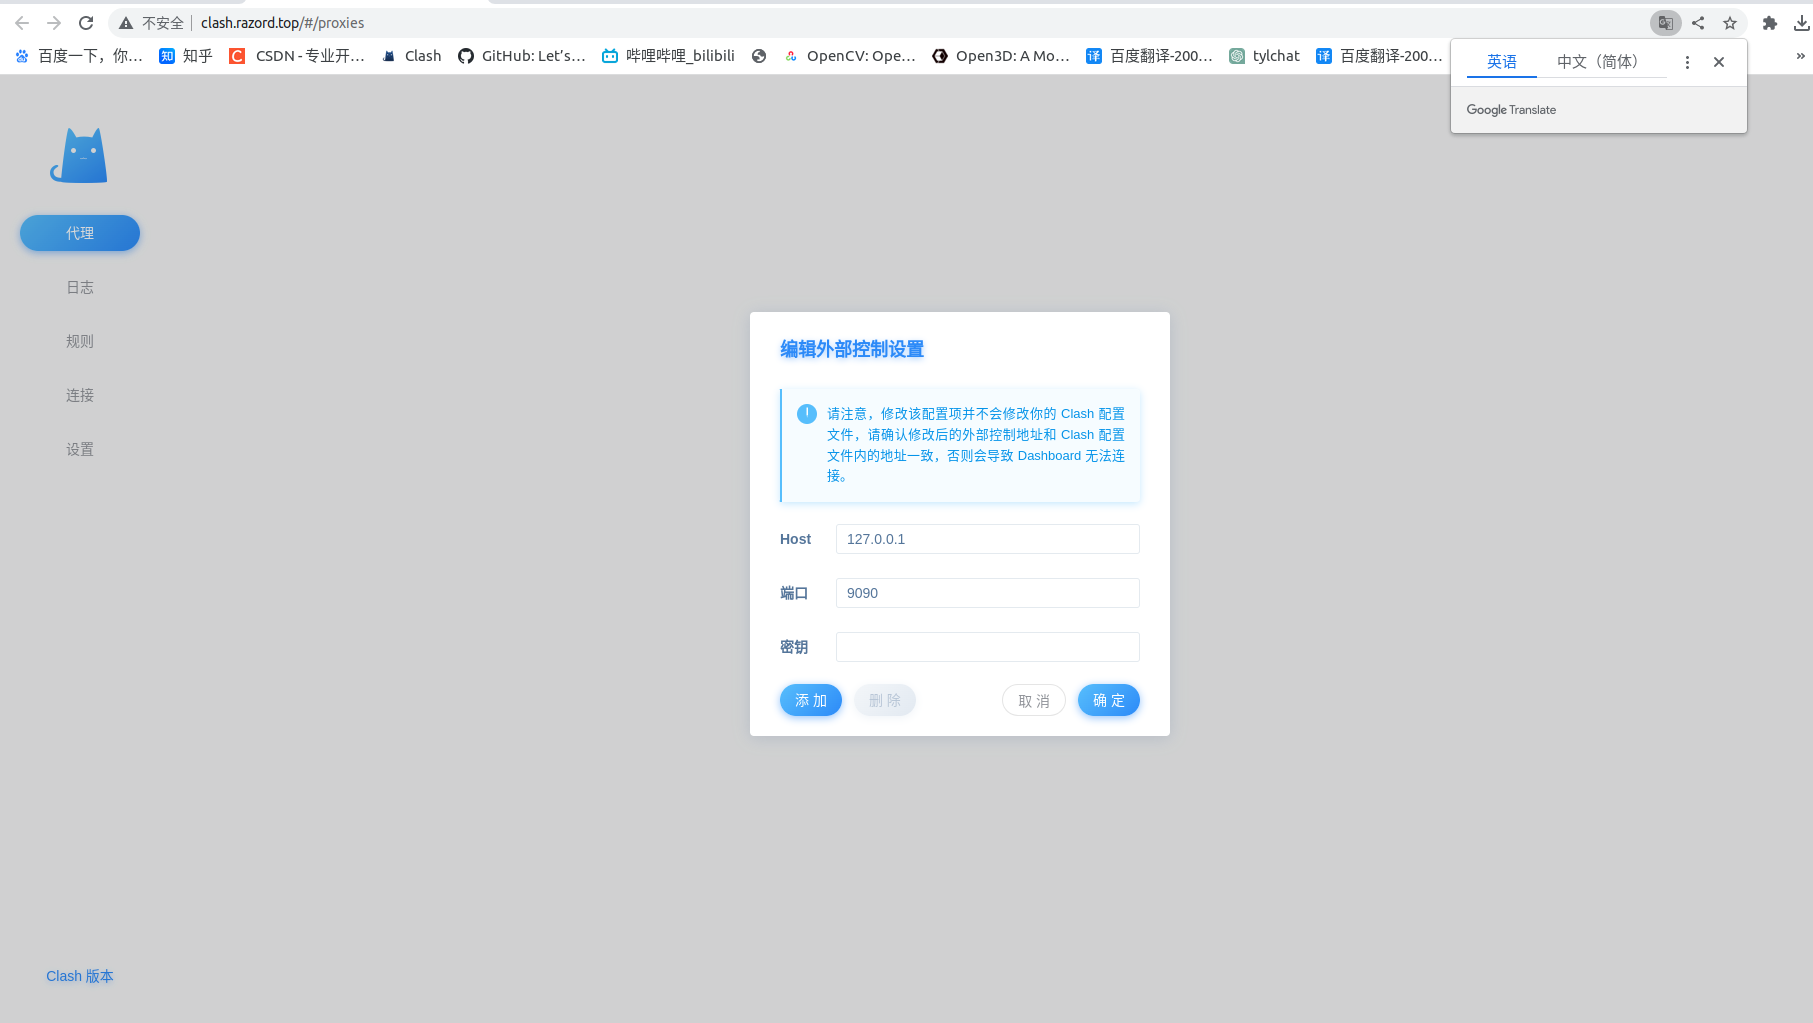 不安全 clash.razord.top/#/proxies
百度一下，你… 知乎 CSDN - 专业开… Clash GitHub: Let's… 哔哩哔哩_bilibili OpenCV: Ope… Open3D: A Mo… 百度翻译-200… tylchat 百度翻译-200… »
英语 中文（简体）
Google Translate
代理
日志
规则
连接
设置
编辑外部控制设置
请注意，修改该配置项并不会修改你的 Clash 配置
文件，请确认修改后的外部控制地址和 Clash 配置
文件内的地址一致，否则会导致 Dashboard 无法连
接。
Host 127.0.0.1
端口 9090
密钥
添 加 删 除 取 消 确 定
Clash 版本